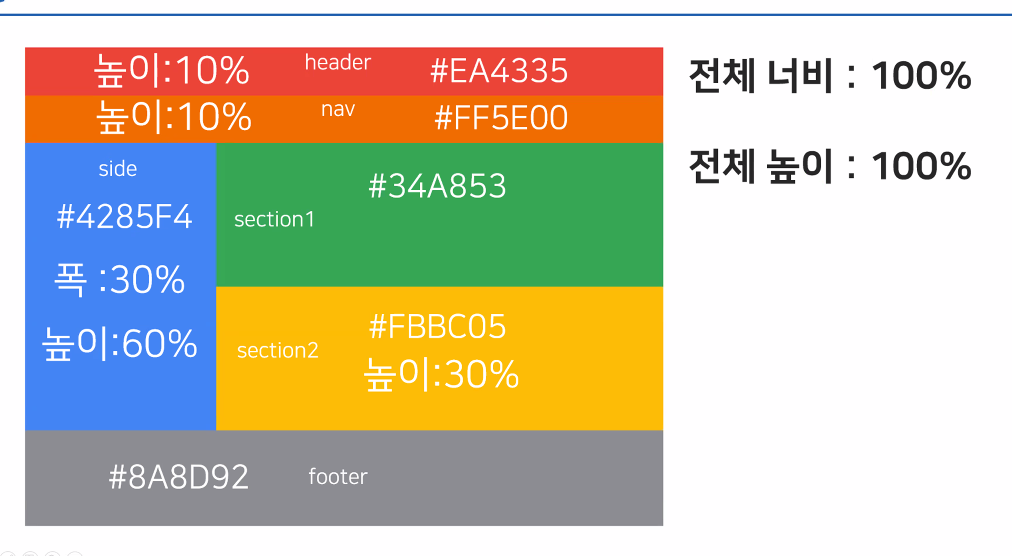 높이:10% header #EA4335
높이:10% nav #FF5E00
side
#4285F4
폭 :30%
높이:60%
#34A853
section1
#FBBC05
section2
높이:30%
#8A8D92 footer
전체 너비 : 100%
전체 높이 : 100%